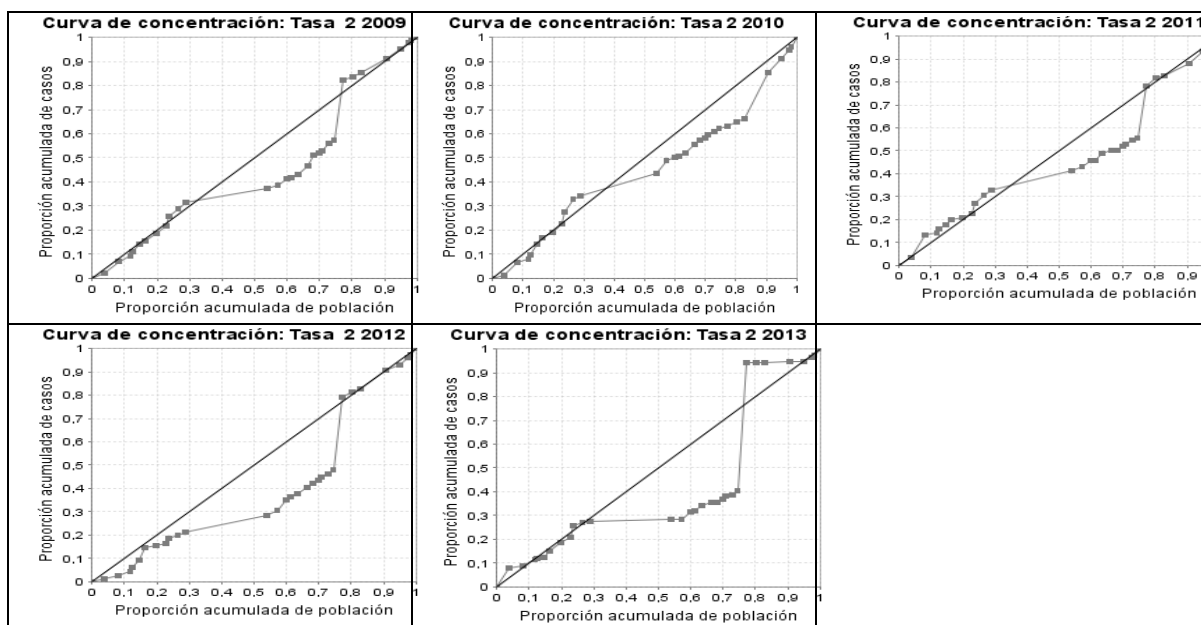 Curva de concentración: Tasa 2 2009
Proporción acumulada de casos
1
0,9
0,8
0,7
0,6
0,5
0,4
0,3
0,2
0,1
0
0 0,1 0,2 0,3 0,4 0,5 0,6 0,7 0,8 0,9 1
Proporción acumulada de población
Curva de concentración: Tasa 2 2010
Proporción acumulada de casos
1
0,9
0,8
0,7
0,6
0,5
0,4
0,3
0,2
0,1
0
0 0,1 0,2 0,3 0,4 0,5 0,6 0,7 0,8 0,9 1
Proporción acumulada de población
Curva de concentración: Tasa 2 2011
Proporción acumulada de casos
1
0,9
0,8
0,7
0,6
0,5
0,4
0,3
0,2
0,1
0
0 0,1 0,2 0,3 0,4 0,5 0,6 0,7 0,8 0,9
Proporción acumulada de población
Curva de concentración: Tasa 2 2012
Proporción acumulada de casos
1
0,9
0,8
0,7
0,6
0,5
0,4
0,3
0,2
0,1
0
0 0,1 0,2 0,3 0,4 0,5 0,6 0,7 0,8 0,9 1
Proporción acumulada de población
Curva de concentración: Tasa 2 2013
Proporción acumulada de casos
1
0,9
0,8
0,7
0,6
0,5
0,4
0,3
0,2
0,1
0
0 0,1 0,2 0,3 0,4 0,5 0,6 0,7 0,8 0,9 1
Proporción acumulada de población